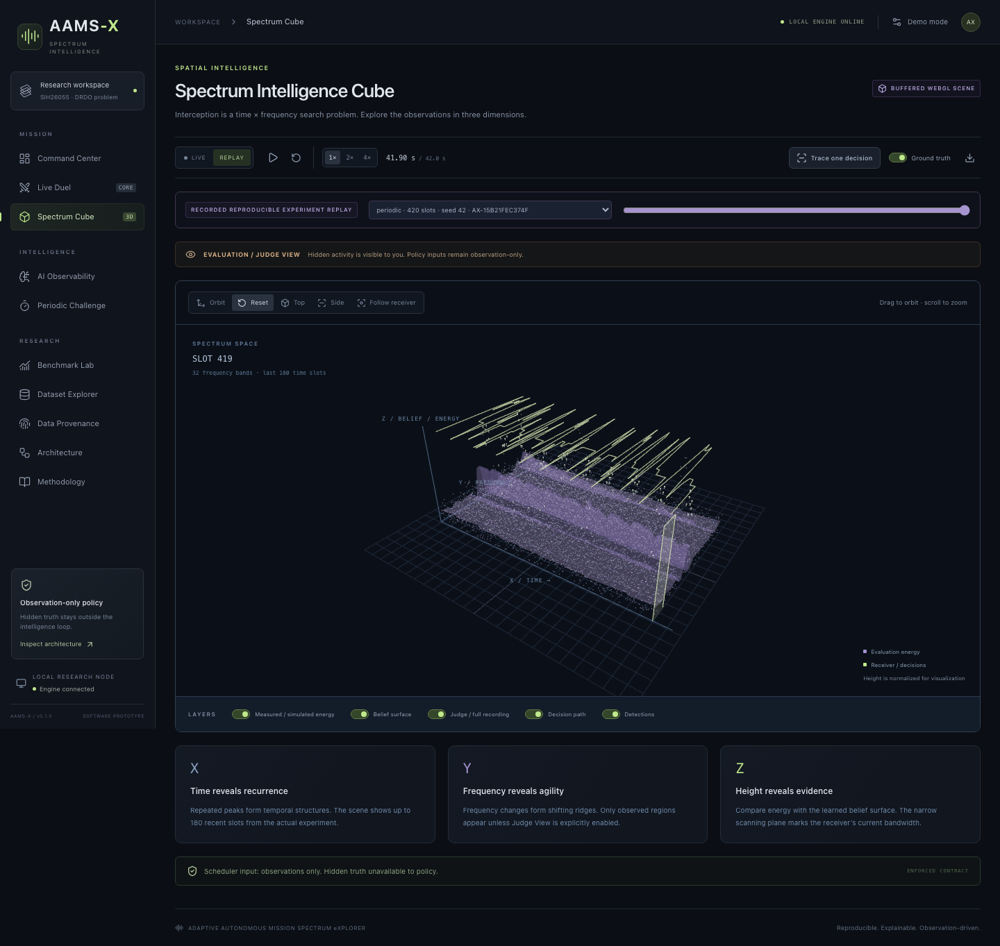 AAMS-X
SPECTRUM
INTELLIGENCE
Research workspace
SIH26055 · DRDO problem
MISSION
Command Center
Live Duel
CORE
Spectrum Cube
3D
INTELLIGENCE
AI Observability
Periodic Challenge
RESEARCH
Benchmark Lab
Dataset Explorer
Data Provenance
Architecture
Methodology
Observation-only policy
Hidden truth stays outside the
intelligence loop.
Inspect architecture
LOCAL RESEARCH NODE
Engine connected
AAMS-X / v0.1.0
SOFTWARE PROTOTYPE
WORKSPACE
Spectrum Cube
LOCAL ENGINE ONLINE
Demo mode
AX
SPATIAL INTELLIGENCE
Spectrum Intelligence Cube
BUFFERED WEBGL SCENE
Interception is a time × frequency search problem. Explore the observations in three dimensions.
LIVE
REPLAY
1×
2×
4×
41.90 s / 42.0 s
Trace one decision
Ground truth
RECORDED REPRODUCIBLE EXPERIMENT REPLAY
periodic · 420 slots · seed 42 · AX-15B21FEC374F
EVALUATION / JUDGE VIEW
Hidden activity is visible to you. Policy inputs remain observation-only.
Orbit
Reset
Top
Side
Follow receiver
Drag to orbit · scroll to zoom
SPECTRUM SPACE
SLOT 419
32 frequency bands · last 180 time slots
Z / BELIEF / ENERGY
Y /
X / TIME →
Evaluation energy
Receiver / decisions
Height is normalized for visualization
LAYERS
Measured / simulated energy
Belief surface
Judge / full recording
Decision path
Detections
X
Time reveals recurrence
Repeated peaks form temporal structures. The scene shows up to
180 recent slots from the actual experiment.
Y
Frequency reveals agility
Frequency changes form shifting ridges. Only observed regions
appear unless Judge View is explicitly enabled.
Z
Height reveals evidence
Compare energy with the learned belief surface. The narrow
scanning plane marks the receiver's current bandwidth.
Scheduler input: observations only. Hidden truth unavailable to policy.
ENFORCED CONTRACT
ADAPTIVE AUTONOMOUS MISSION SPECTRUM eXPLORER
Reproducible. Explainable. Observation-driven.